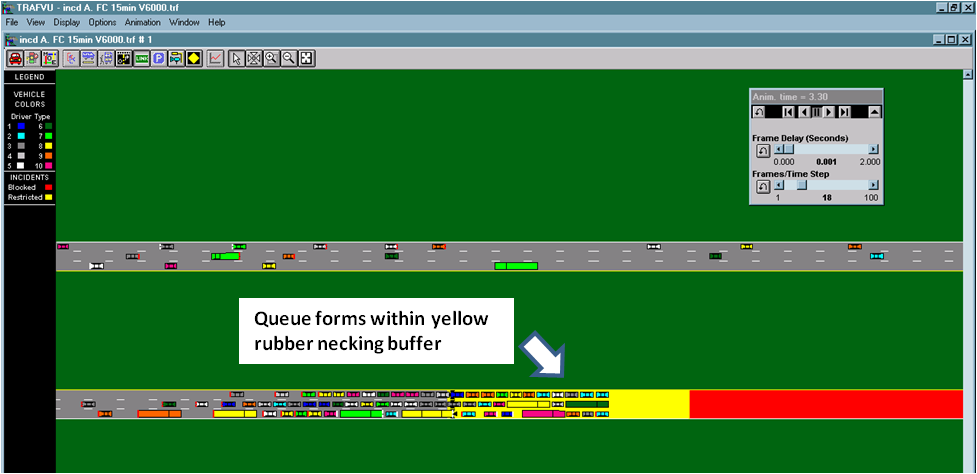 TRAFVU - incd A. FC 15min V6000.trf
File View Display Options Animation Window Help
incd A. FC 15min V6000.trf # 1
LINK
P
LEGEND
VEHICLE
COLORS
Driver Type
1 6
2 7
3 8
4 9
5 10
INCIDENTS
Blocked
Restricted
Anim. time = 3.30
Frame Delay (Seconds)
0.000 0.001 2.000
Frames/Time Step
1 18 100
Queue forms within yellow
rubber necking buffer